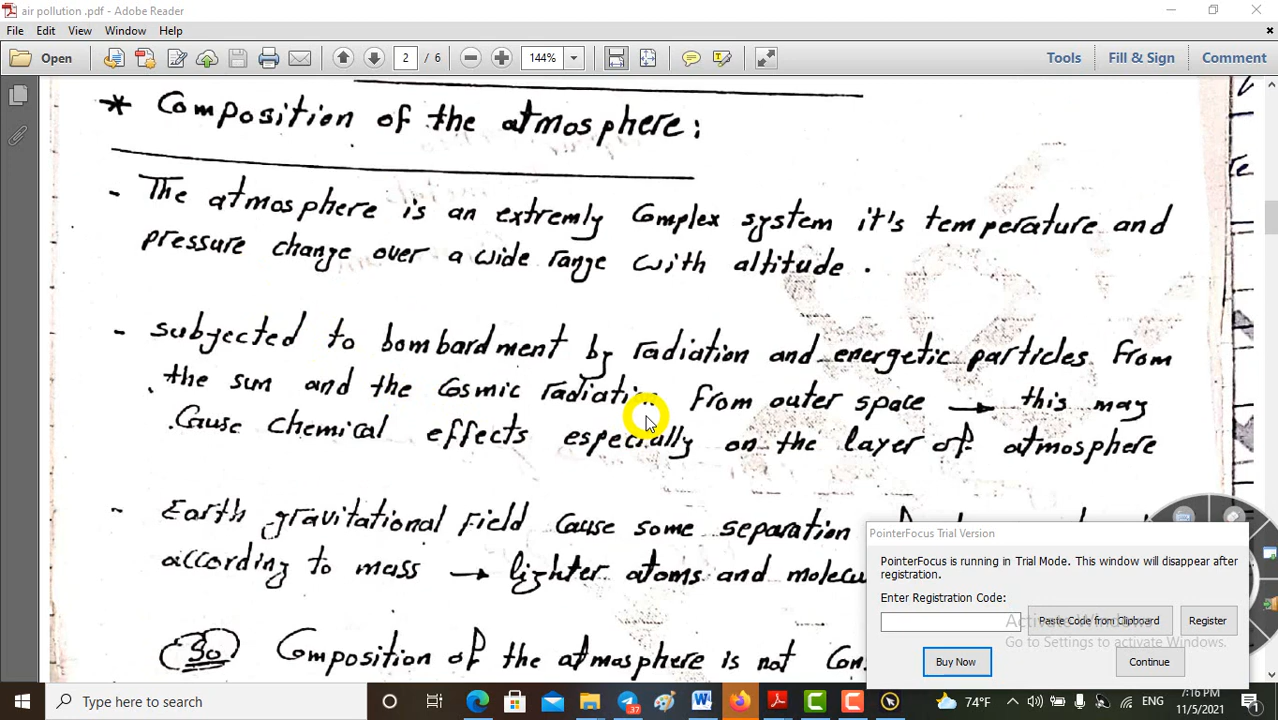 air pollution .pdf - Adobe Reader
File Edit View Window Help
Open 2 / 6 144% Tools Fill & Sign Comment
* Composition of the atmosphere:
- The atmosphere is an extremly Complex system it's temperature and
pressure change over a wide range with altitude .
- subjected to bombardment by radiation and energetic particles From
the sun and the Cosmic radiation From outer space → this may
Cause chemical effects especially on the layer of atmosphere
- Earth gravitational Field Cause some separation
according to mass → lighter atoms and
So Composition of the atmosphere is not
PointerFocus Trial Version
PointerFocus is running in Trial Mode. This window will disappear after
registration.
Enter Registration Code:
Paste Code from Clipboard Register
Activate Windows
Go to Settings to activate Windows.
Buy Now Continue
Type here to search 37 74°F ENG 7:16 PM
11/5/2021